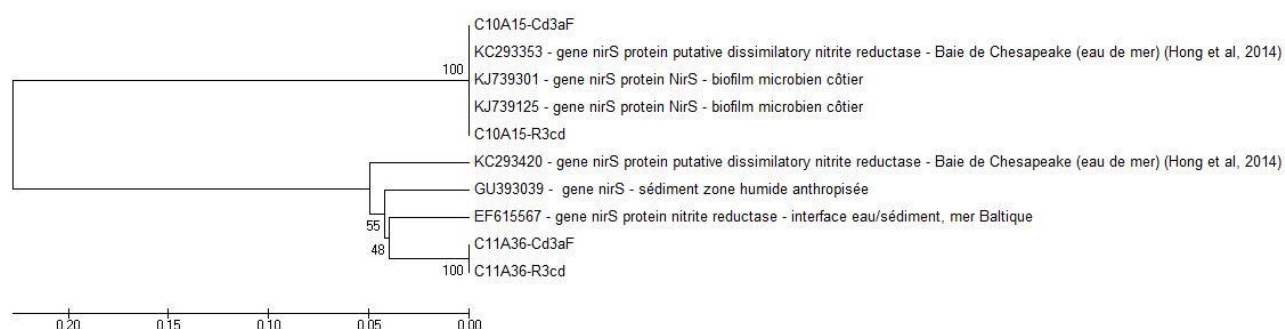 C10A15-Cd3aF
KC293353 - gene nirS protein putative dissimilatory nitrite reductase - Baie de Chesapeake (eau de mer) (Hong et al, 2014)
100
KJ739301 - gene nirS protein NirS - biofilm microbien côtier
KJ739125 - gene nirS protein NirS - biofilm microbien côtier
C10A15-R3cd
KC293420 - gene nirS protein putative dissimilatory nitrite reductase - Baie de Chesapeake (eau de mer) (Hong et al, 2014)
GU393039 - gene nirS - sédiment zone humide anthropisée
EF615567 - gene nirS protein nitrite reductase - interface eau/sédiment, mer Baltique
55
C11A36-Cd3aF
48
100 C11A36-R3cd
0.20 0.15 0.10 0.05 0.00